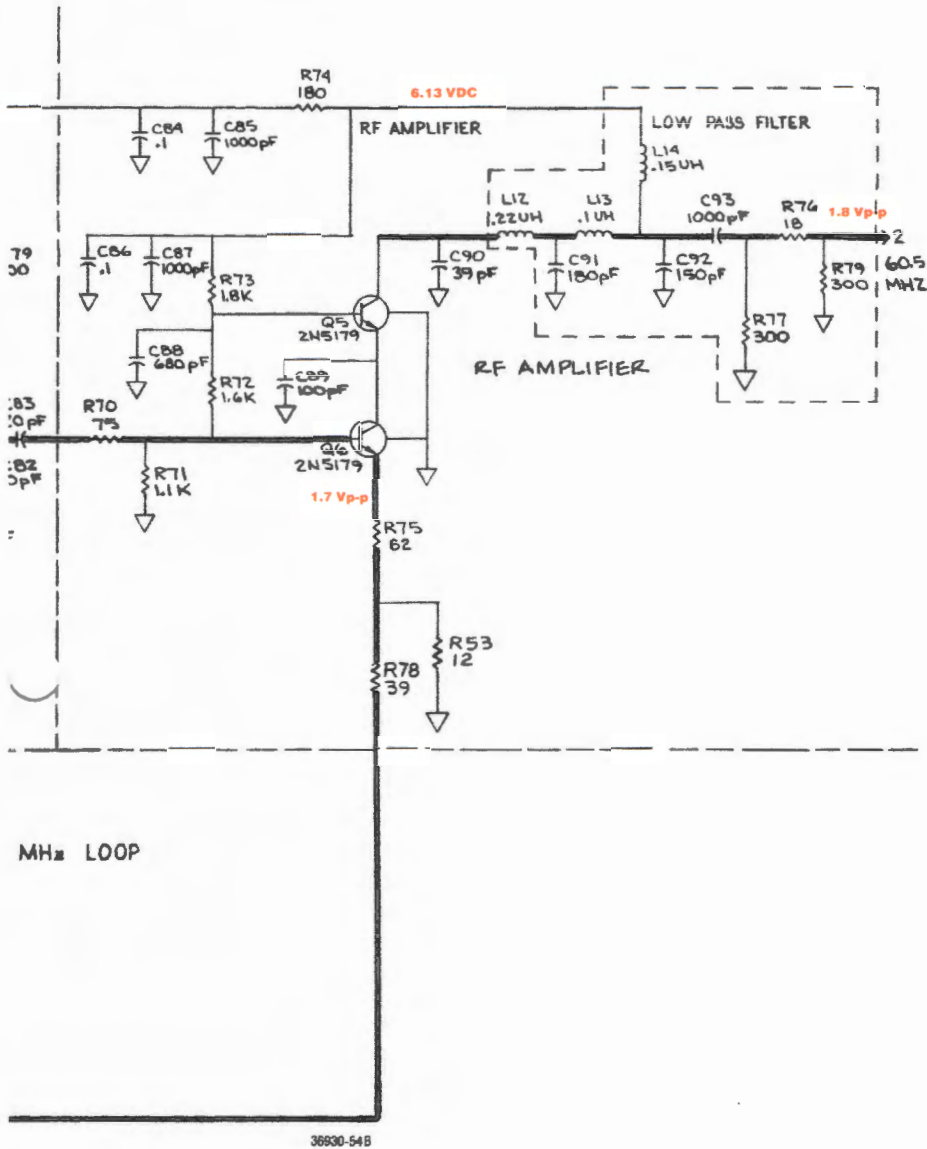 R74
180
6.13 VDC
C84
.1
C85
1000pF
RF AMPLIFIER
LOW PASS FILTER
L14
.15UH
L12
.22UH
L13
.1UH
C93
1000pF
R76
18
1.8 Vp-p
2
60.5
MHZ
79
00
C86
.1
C87
1000pF
R73
1.8K
C90
39pF
C91
180pF
C92
150pF
R79
300
R77
300
Q5
2N5179
C88
680pF
R72
1.6K
C89
100pF
RF AMPLIFIER
R70
75
Q6
2N5179
R71
1.1K
1.7 Vp-p
R75
62
R53
12
R78
39
MHz LOOP
36930-54B